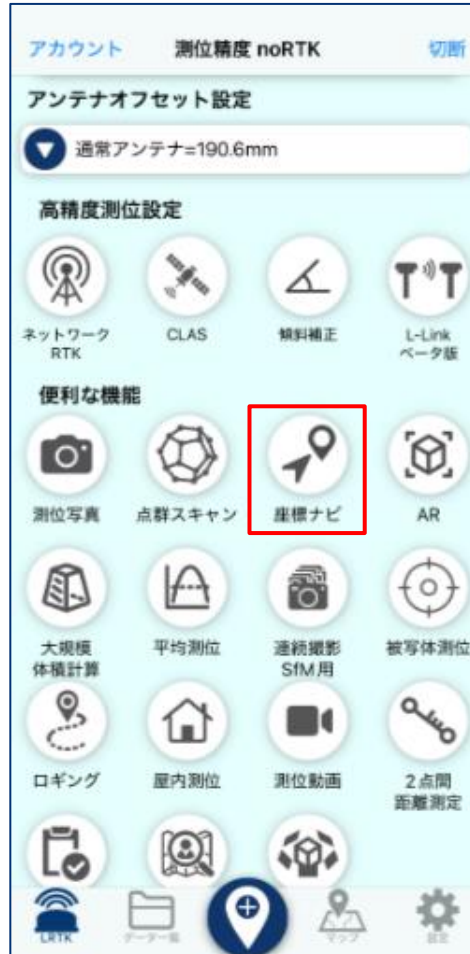 アカウント 測位精度 noRTK 切断
アンテナオフセット設定
通常アンテナ=190.6mm
高精度測位設定
ネットワーク
RTK
CLAS
傾斜補正
L-Link
ベータ版
便利な機能
測位写真
点群スキャン
座標ナビ
AR
大規模
体積計算
平均測位
連続撮影
SfM用
被写体測位
ロギング
屋内測位
測位動画
2点間
距離測定
LRTK
データ一覧
マップ
設定